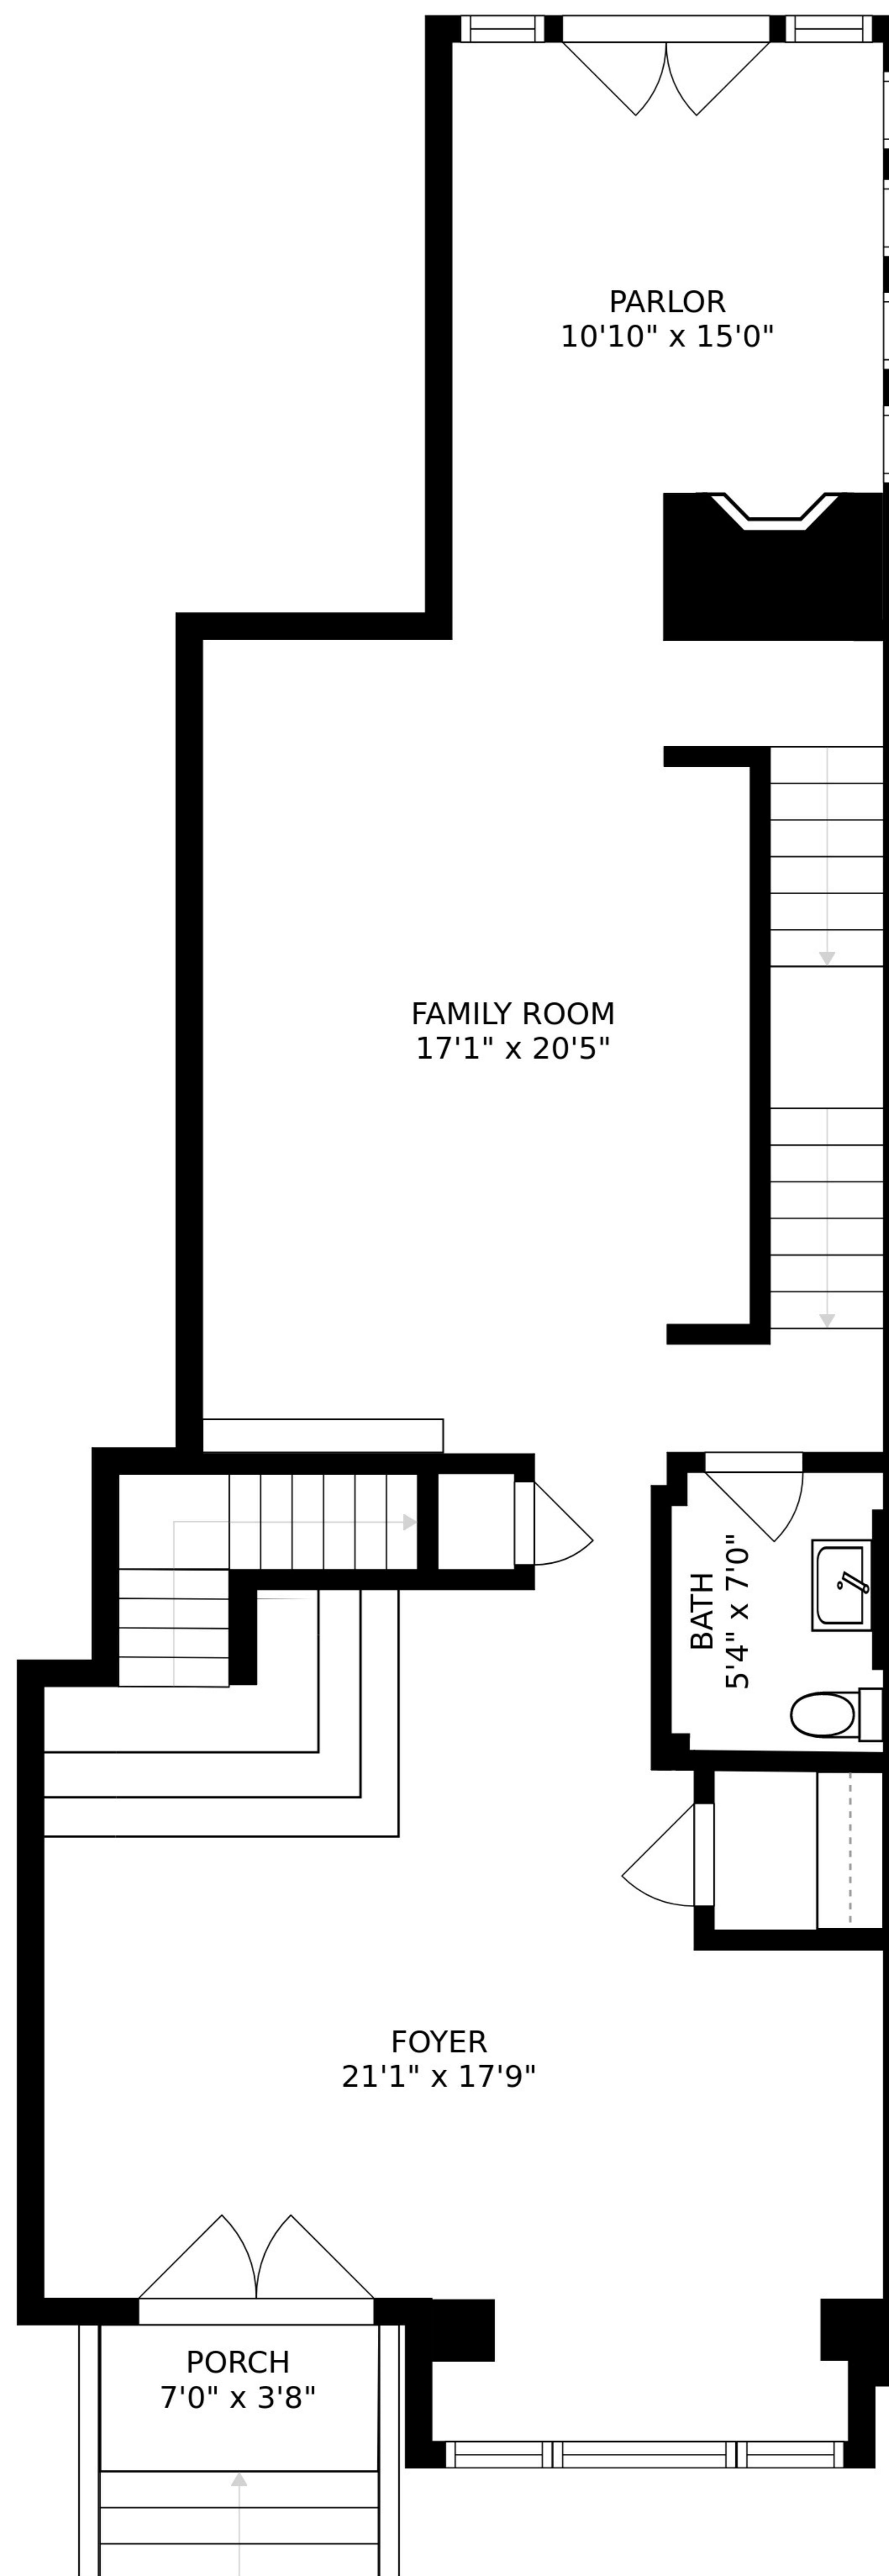 PARLOR
10'10" x 15'0"
FAMILY ROOM
17'1" x 20'5"
BATH
5'4" x 7'0"
FOYER
21'1" x 17'9"
PORCH
7'0" x 3'8"